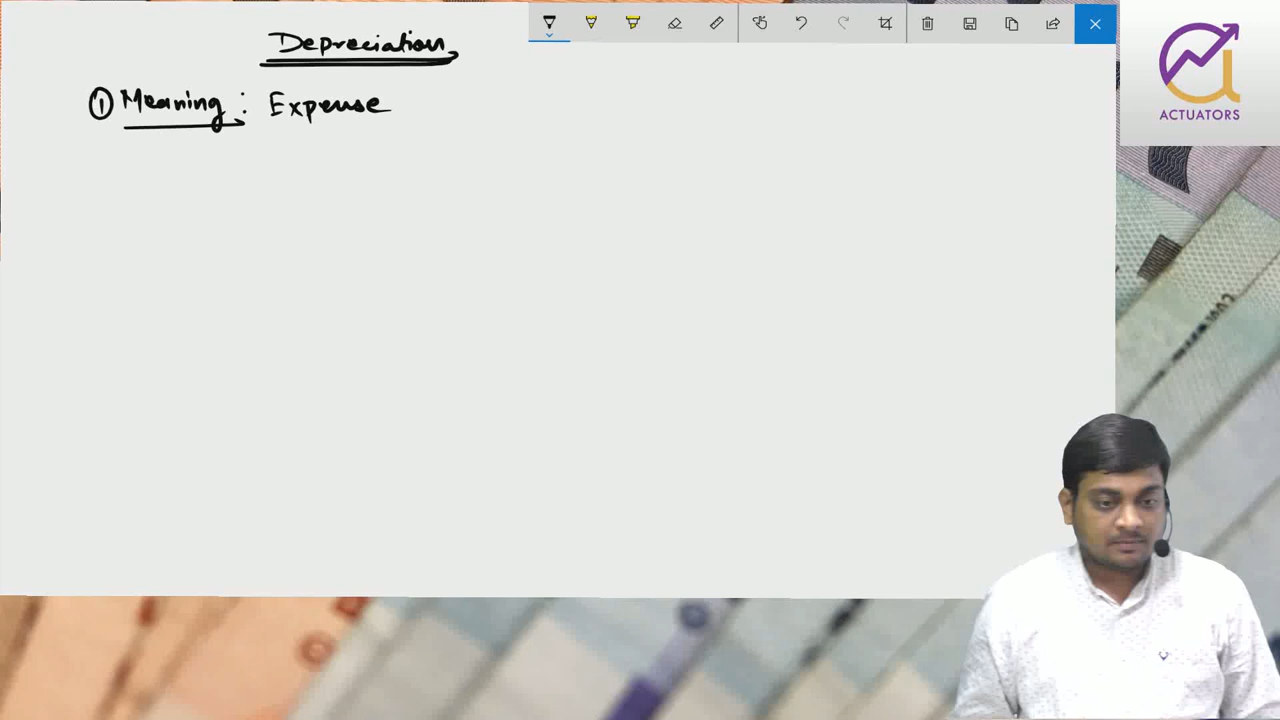 Depreciation
① Meaning : Expense
ACTUATORS